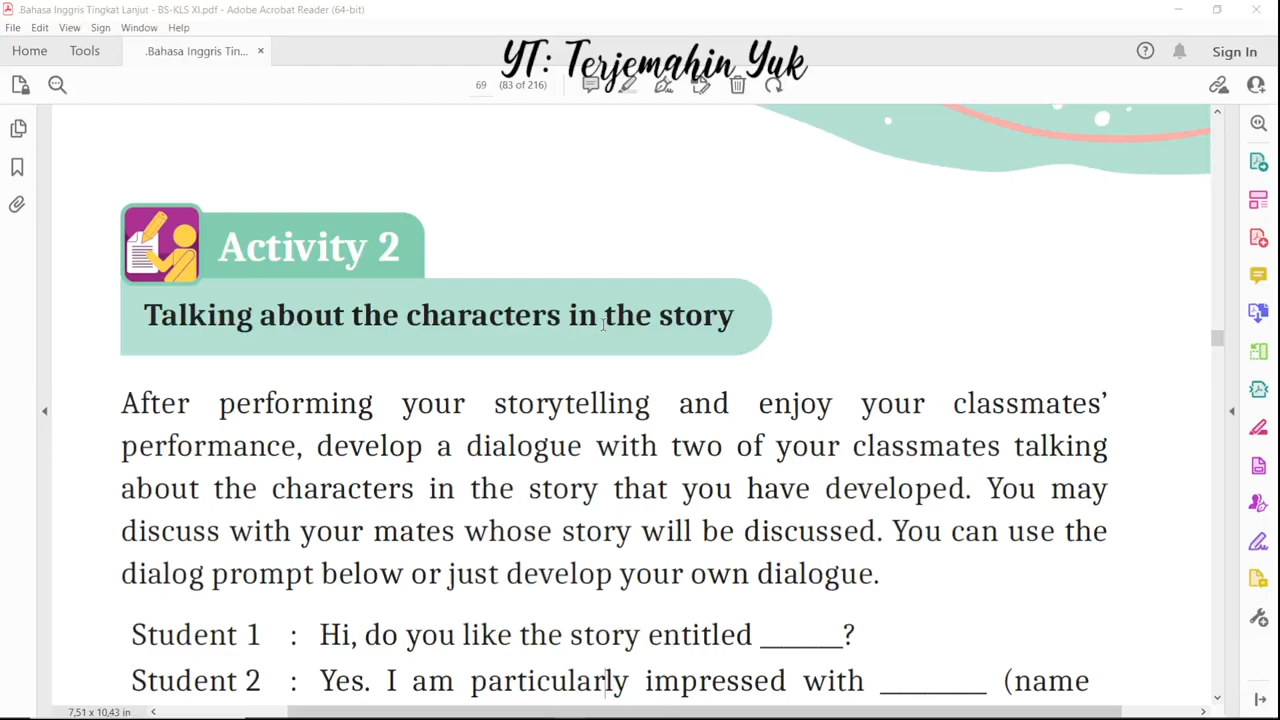 .Bahasa Inggris Tingkat Lanjut - BS-KLS XI.pdf - Adobe Acrobat Reader (64-bit)
File Edit View Sign Window Help
Home Tools .Bahasa Inggris Tin... × Sign In
YT: Terjemahin Yuk
69 (83 of 216)
Activity 2
Talking about the characters in the story
After performing your storytelling and enjoy your classmates’
performance, develop a dialogue with two of your classmates talking
about the characters in the story that you have developed. You may
discuss with your mates whose story will be discussed. You can use the
dialog prompt below or just develop your own dialogue.
Student 1 : Hi, do you like the story entitled ______?
Student 2 : Yes. I am particularly impressed with ________ (name
7,51 x 10,43 in